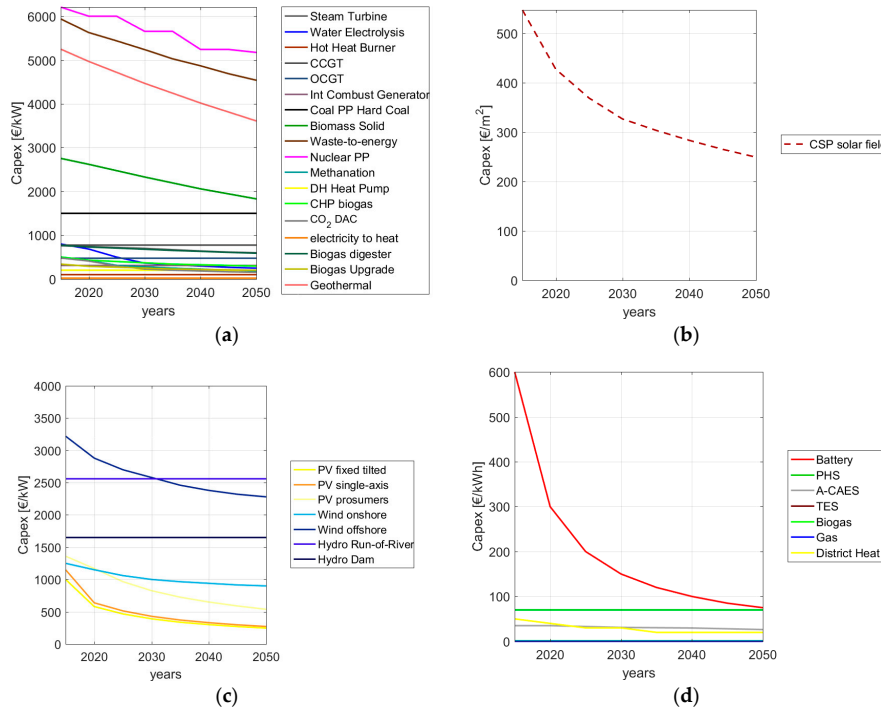 (a)
Capex [€/kW]
6000
5000
4000
3000
2000
1000
0
2020
2030
2040
2050
years
Steam Turbine
Water Electrolysis
Hot Heat Burner
CCGT
OCGT
Int Combust Generator
Coal PP Hard Coal
Biomass Solid
Waste-to-energy
Nuclear PP
Methanation
DH Heat Pump
CHP biogas
CO2 DAC
electricity to heat
Biogas digester
Biogas Upgrade
Geothermal
(b)
Capex [€/m²]
500
400
300
200
100
0
2020
2030
2040
2050
years
CSP solar field
(c)
Capex [€/kW]
4000
3500
3000
2500
2000
1500
1000
500
0
2020
2030
2040
2050
years
PV fixed tilted
PV single-axis
PV prosumers
Wind onshore
Wind offshore
Hydro Run-of-River
Hydro Dam
(d)
Capex [€/kWh]
600
500
400
300
200
100
0
2020
2030
2040
2050
years
Battery
PHS
A-CAES
TES
Biogas
Gas
District Heat